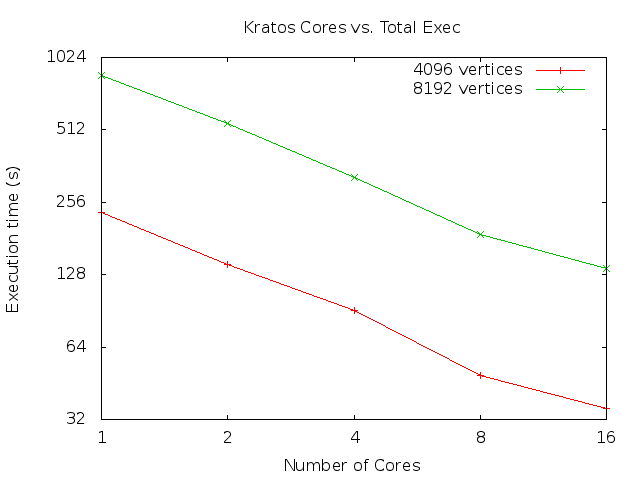 Kratos Cores vs. Total Exec
1024
4096 vertices
8192 vertices
512
256
128
64
32
Execution time (s)
1 2 4 8 16
Number of Cores